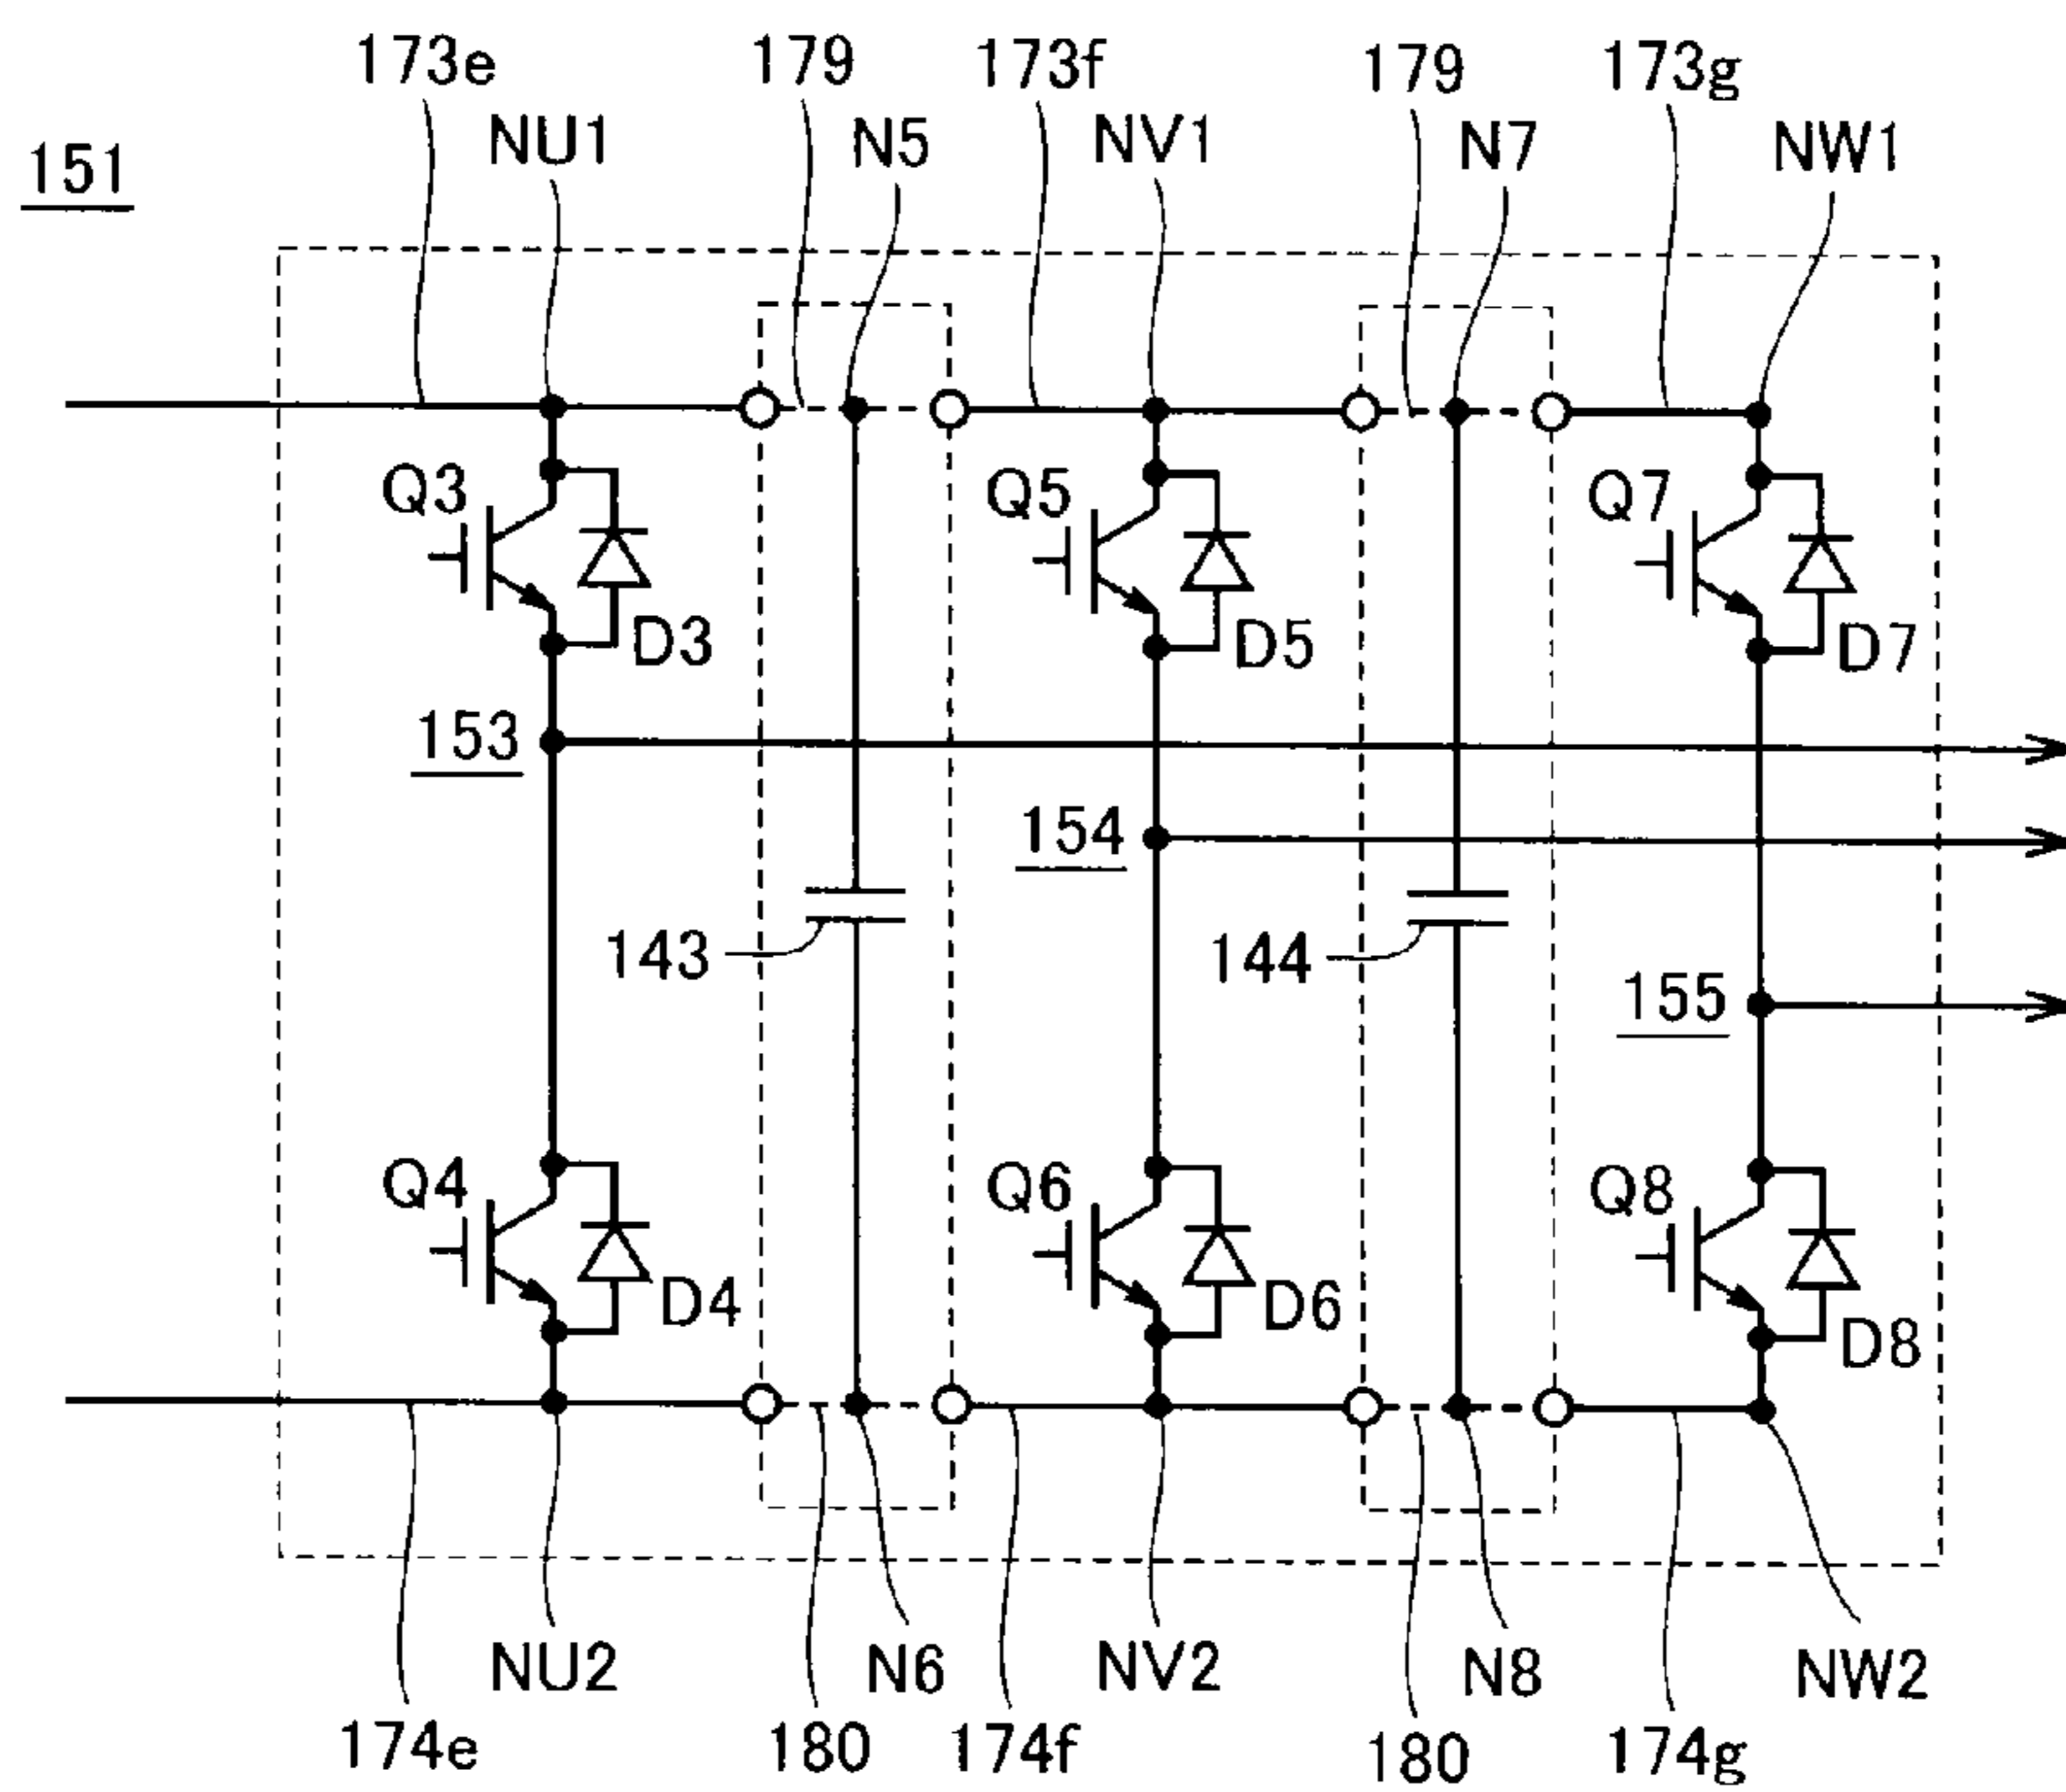 173e 179 173f 179 173g
151 NU1 N5 NV1 N7 NW1
Q3 Q5 Q7
D3 D5 D7
153
154
143 144
155
Q4 Q6 Q8
D4 D6 D8
NU2 N6 NV2 N8 NW2
174e 180 174f 180 174g